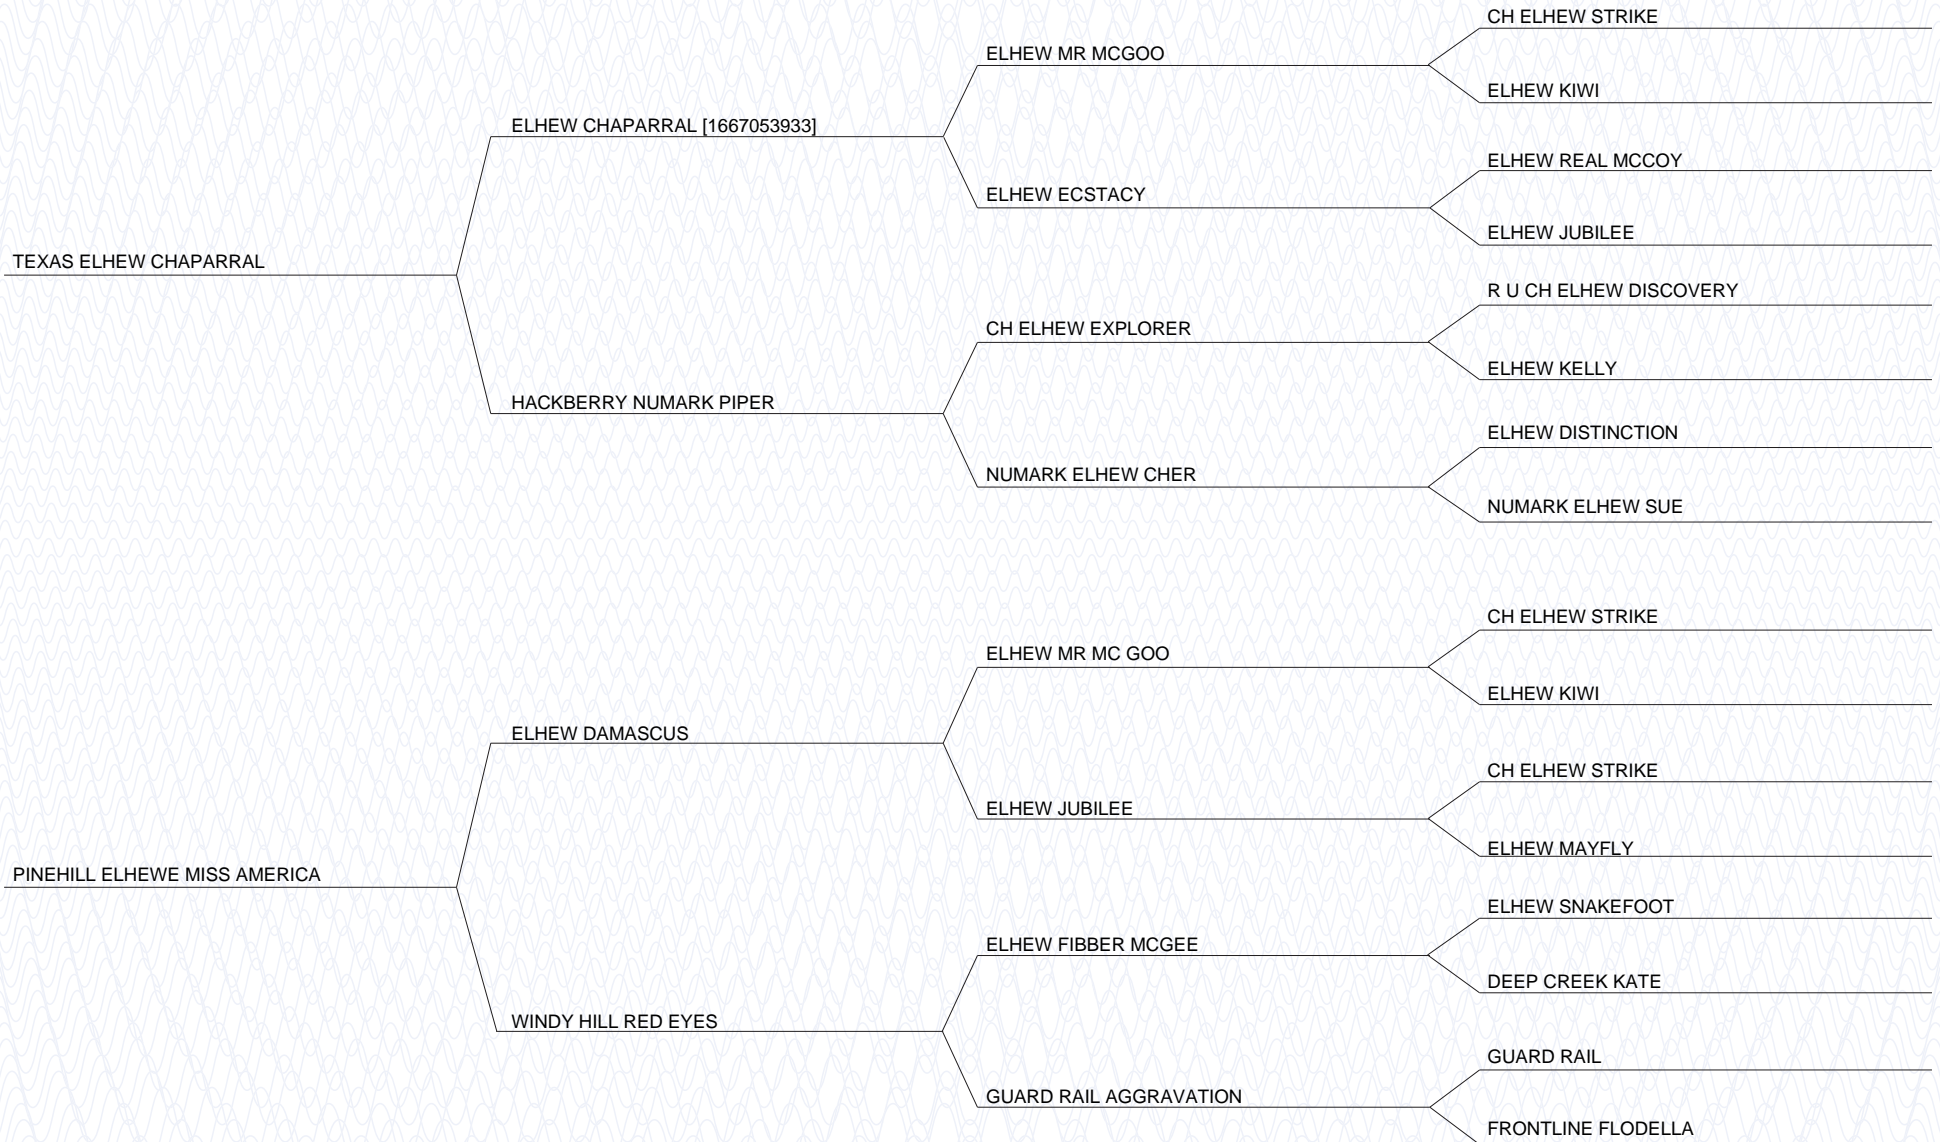 CH ELHEW STRIKE
ELHEW MR MCGOO
ELHEW KIWI
ELHEW CHAPARRAL [1667053933]
ELHEW REAL MCCOY
ELHEW ECSTACY
ELHEW JUBILEE
TEXAS ELHEW CHAPARRAL
R U CH ELHEW DISCOVERY
CH ELHEW EXPLORER
ELHEW KELLY
HACKBERRY NUMARK PIPER
ELHEW DISTINCTION
NUMARK ELHEW CHER
NUMARK ELHEW SUE
CH ELHEW STRIKE
ELHEW MR MC GOO
ELHEW KIWI
ELHEW DAMASCUS
CH ELHEW STRIKE
ELHEW JUBILEE
ELHEW MAYFLY
PINEHILL ELHEWE MISS AMERICA
ELHEW SNAKEFOOT
ELHEW FIBBER MCGEE
DEEP CREEK KATE
WINDY HILL RED EYES
GUARD RAIL
GUARD RAIL AGGRAVATION
FRONTLINE FLODELLA